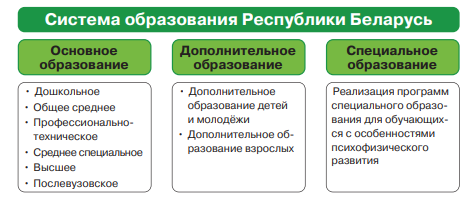 Система образования Республики Беларусь
Основное
образование
• Дошкольное
• Общее среднее
• Профессионально-
техническое
• Среднее специальное
• Высшее
• Послевузовское
Дополнительное
образование
• Дополнительное
образование детей
и молодёжи
• Дополнительное об-
разование взрослых
Специальное
образование
Реализация программ
специального образо-
вания для обучающих-
ся с особенностями
психофизического
развития